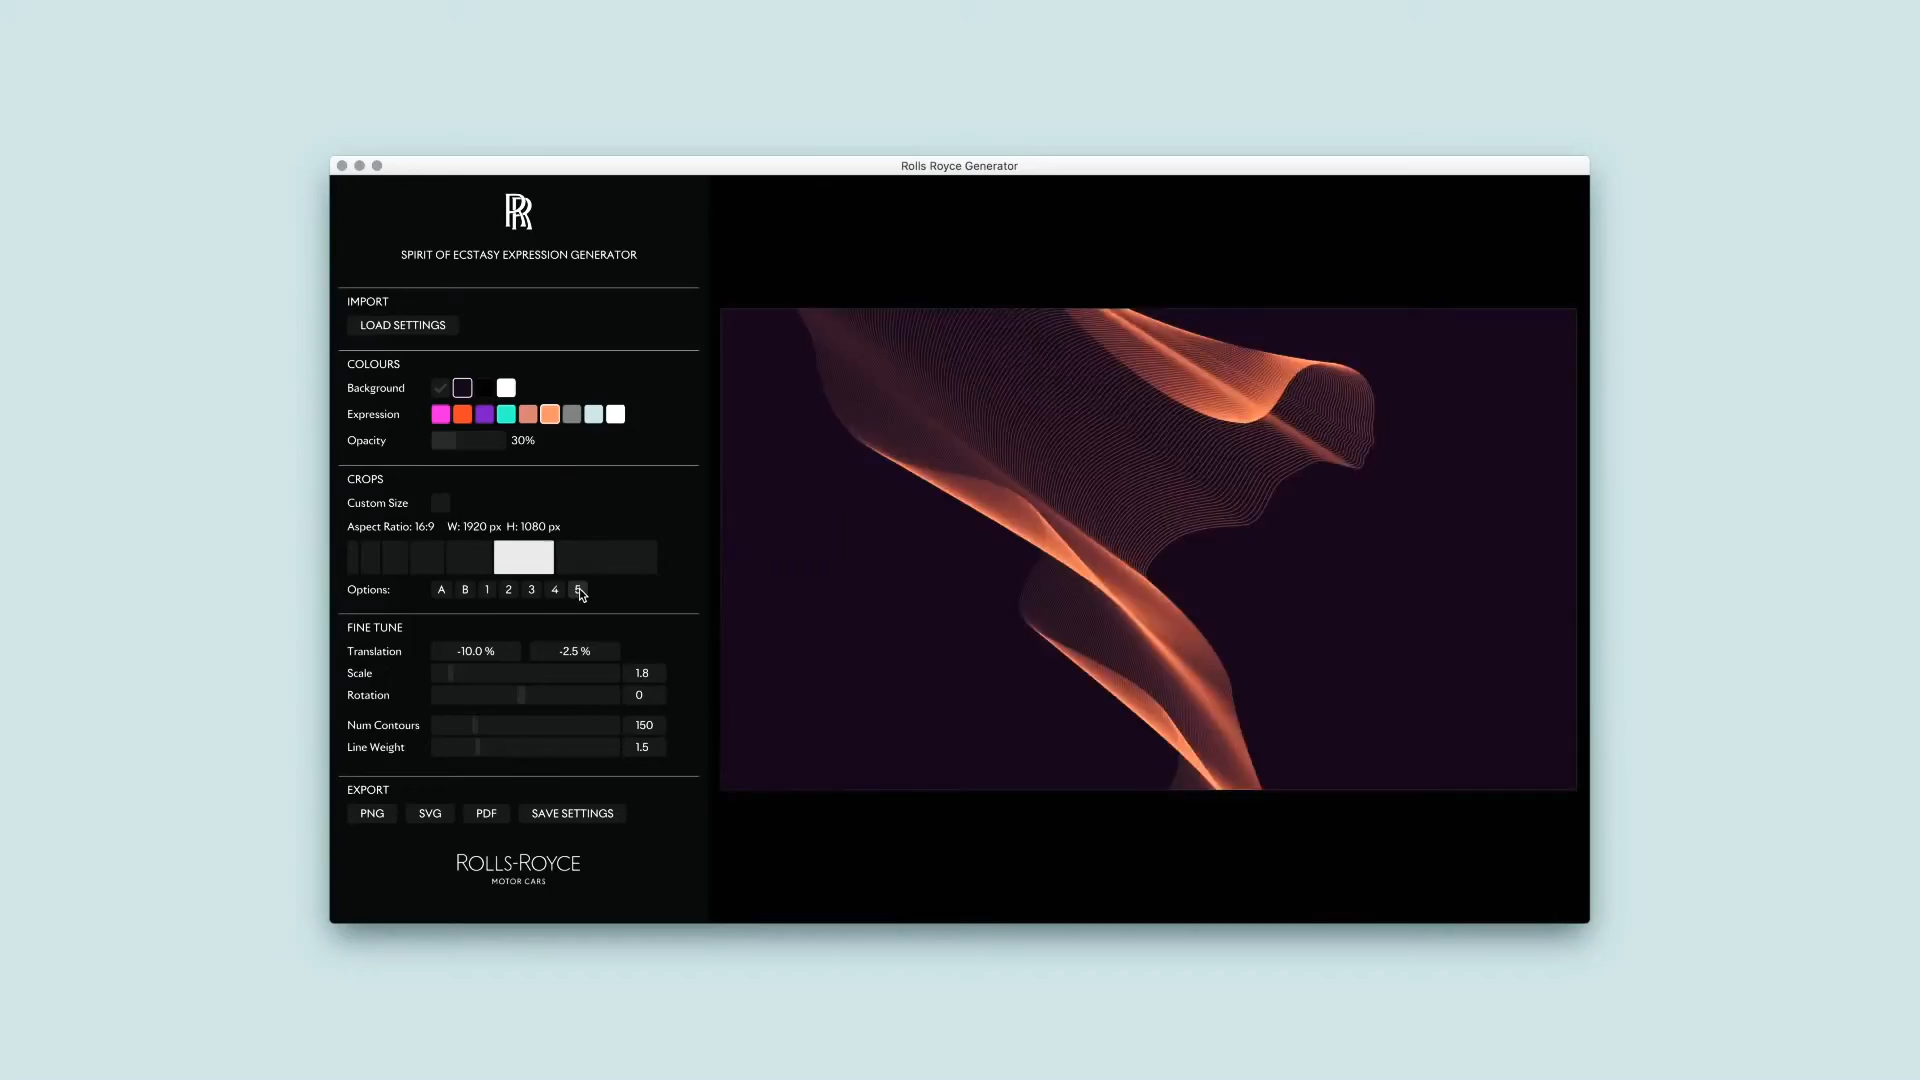 Rolls Royce Generator
RR
SPIRIT OF ECSTASY EXPRESSION GENERATOR
IMPORT
LOAD SETTINGS
COLOURS
Background
Expression
Opacity 30%
CROPS
Custom Size
Aspect Ratio: 16:9 W: 1920 px H: 1080 px
Options: A B 1 2 3 4 5
FINE TUNE
Translation -10.0 % -2.5 %
Scale 1.8
Rotation 0
Num Contours 150
Line Weight 1.5
EXPORT
PNG SVG PDF SAVE SETTINGS
ROLLS-ROYCE
MOTOR CARS